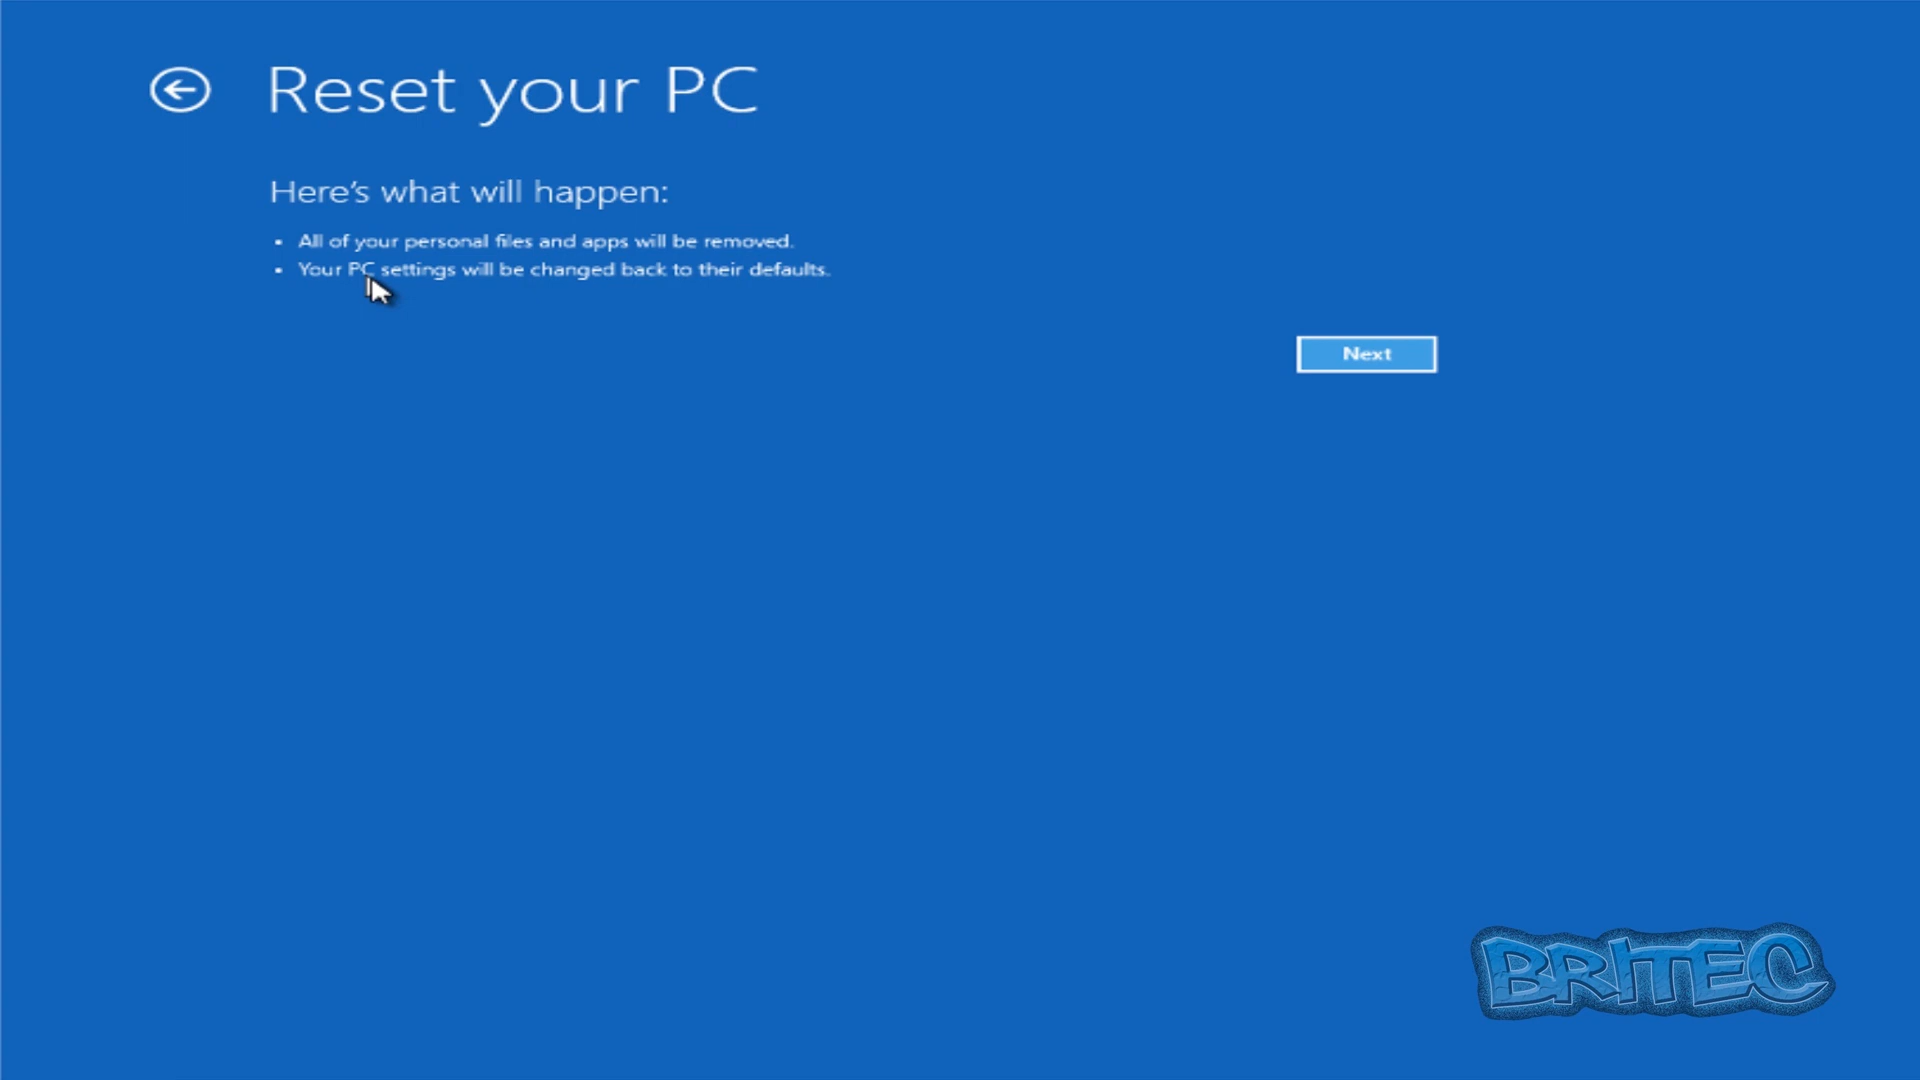 Reset your PC
Here's what will happen:
• All of your personal files and apps will be removed.
• Your PC settings will be changed back to their defaults.
Next
BRITEC